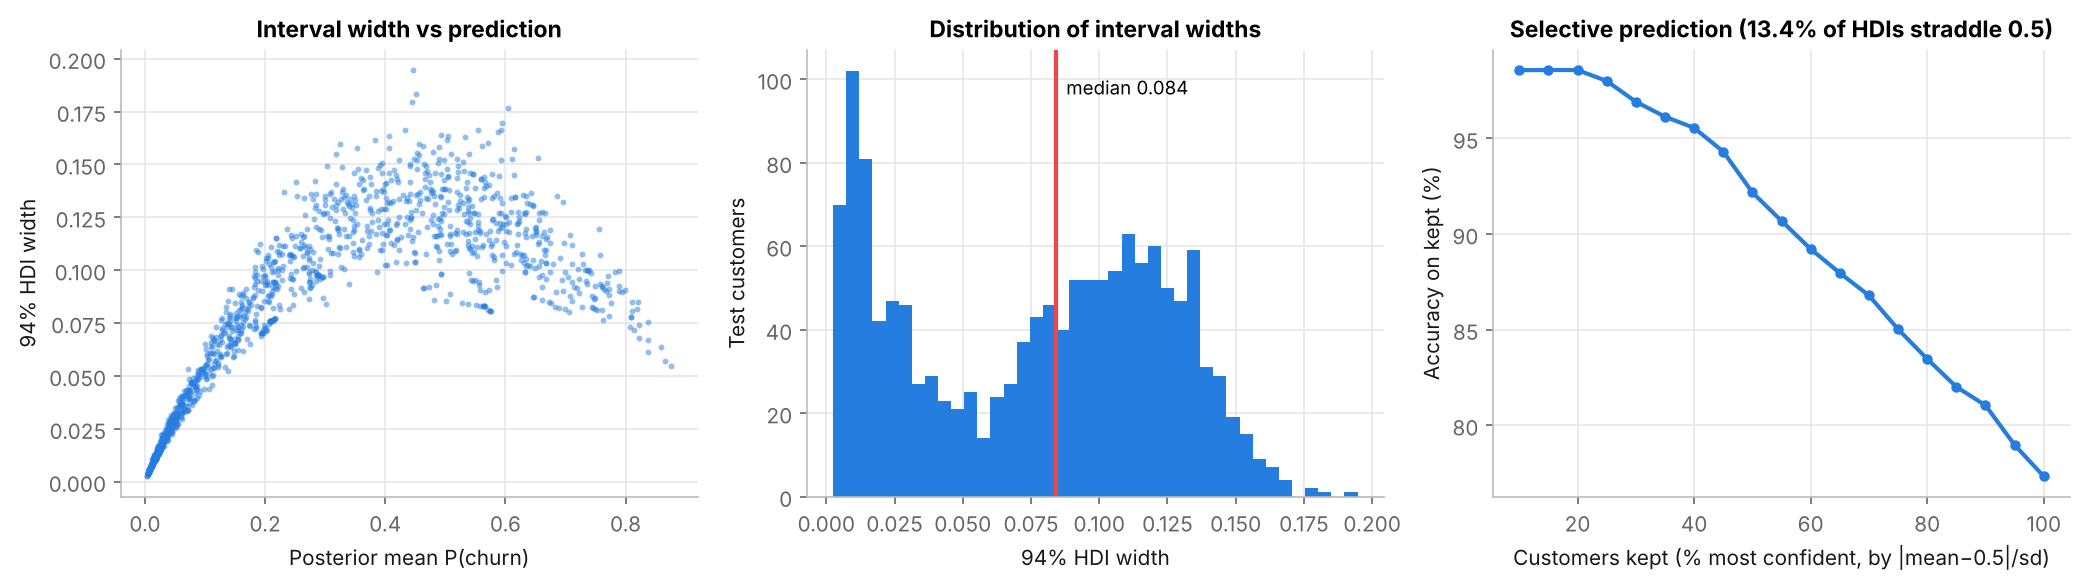 Interval width vs prediction
94% HDI width
0.200
0.175
0.150
0.125
0.100
0.075
0.050
0.025
0.000
0.0 0.2 0.4 0.6 0.8
Posterior mean P(churn)
Distribution of interval widths
median 0.084
Test customers
100
80
60
40
20
0
0.000 0.025 0.050 0.075 0.100 0.125 0.150 0.175 0.200
94% HDI width
Selective prediction (13.4% of HDIs straddle 0.5)
Accuracy on kept (%)
95
90
85
80
20 40 60 80 100
Customers kept (% most confident, by |mean−0.5|/sd)